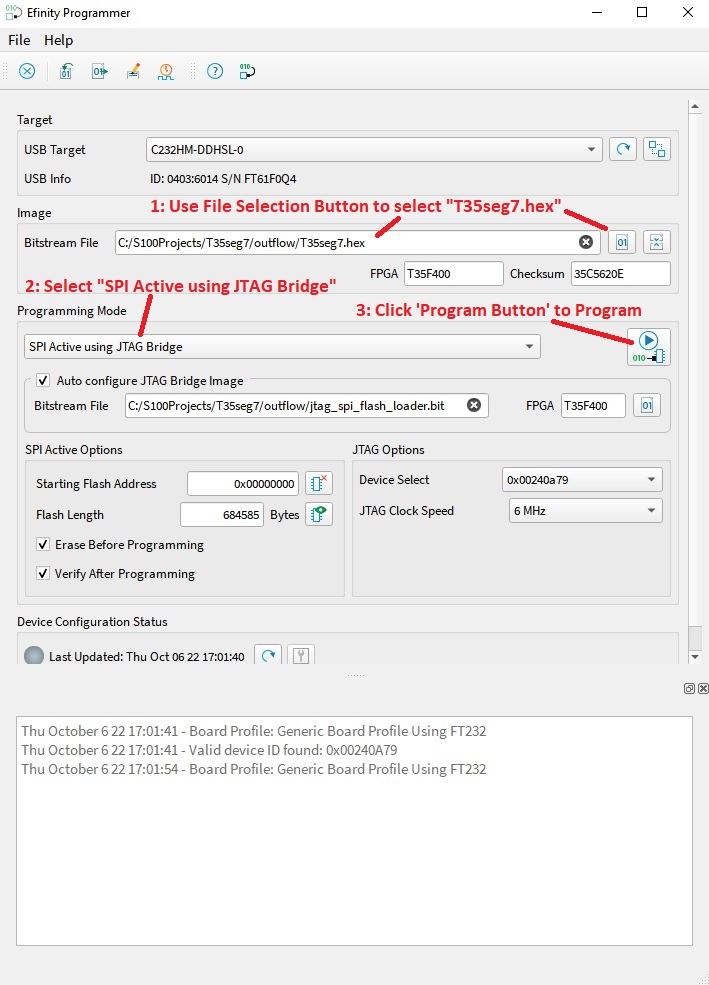 Efinity Programmer
File Help
Target
USB Target C232HM-DDHSL-0
USB Info ID: 0403:6014 S/N FT61F0Q4
1: Use File Selection Button to select "T35seg7.hex"
Image
Bitstream File C:/S100Projects/T35seg7/outflow/T35seg7.hex
FPGA T35F400 Checksum 35C5620E
2: Select "SPI Active using JTAG Bridge"
Programming Mode
3: Click 'Program Button' to Program
SPI Active using JTAG Bridge
Auto configure JTAG Bridge Image
Bitstream File C:/S100Projects/T35seg7/outflow/jtag_spi_flash_loader.bit FPGA T35F400
SPI Active Options JTAG Options
Starting Flash Address 0x00000000 Device Select 0x00240a79
Flash Length 684585 Bytes JTAG Clock Speed 6 MHz
Erase Before Programming
Verify After Programming
Device Configuration Status
Last Updated: Thu Oct 06 22 17:01:40
Thu October 6 22 17:01:41 - Board Profile: Generic Board Profile Using FT232
Thu October 6 22 17:01:41 - Valid device ID found: 0x00240A79
Thu October 6 22 17:01:54 - Board Profile: Generic Board Profile Using FT232